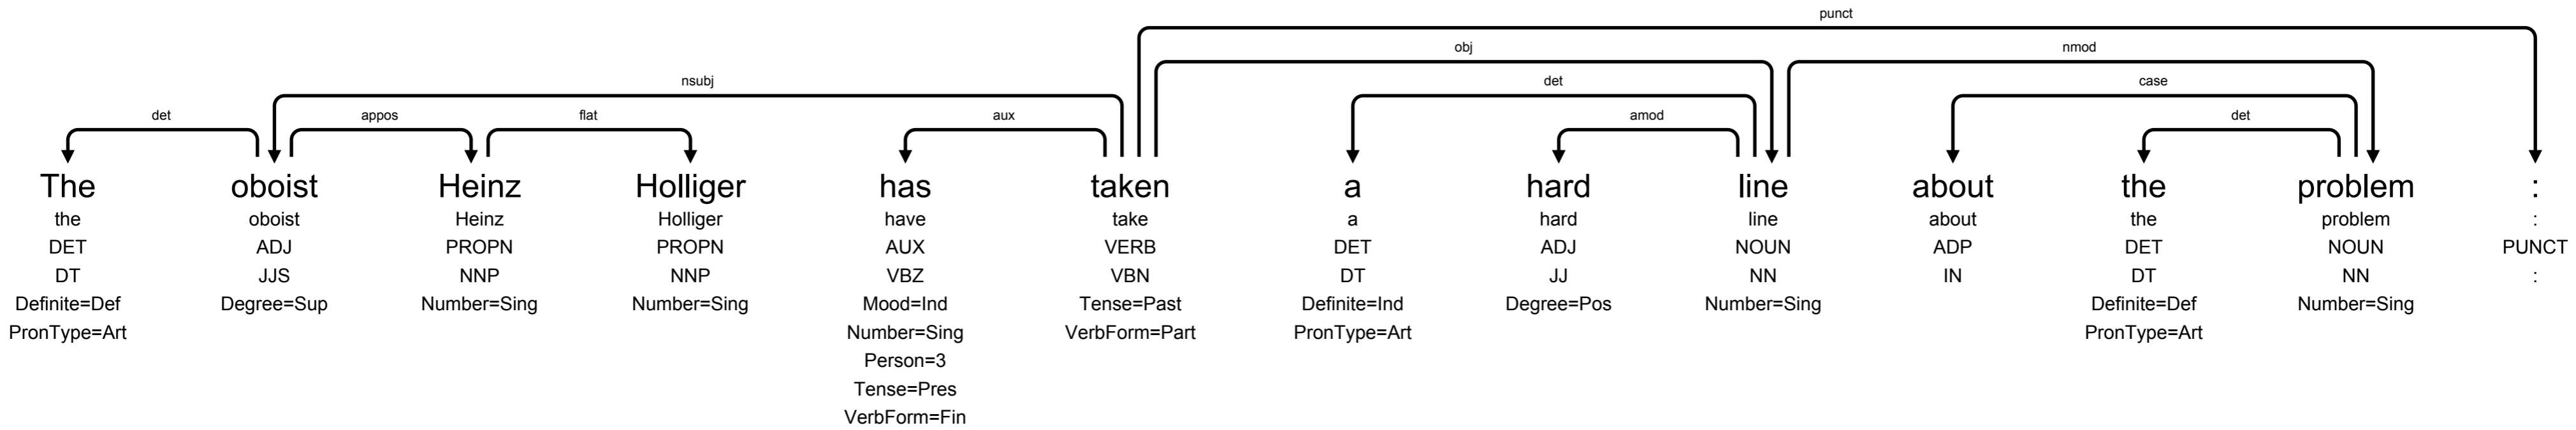 punct
obj nmod
nsubj det case
det appos flat aux amod det
The oboist Heinz Holliger has taken a hard line about the problem :
the oboist Heinz Holliger have take a hard line about the problem :
DET ADJ PROPN PROPN AUX VERB DET ADJ NOUN ADP DET NOUN PUNCT
DT JJS NNP NNP VBZ VBN DT JJ NN IN DT NN :
Definite=Def Degree=Sup Number=Sing Number=Sing Mood=Ind Tense=Past Definite=Ind Degree=Pos Number=Sing Definite=Def Number=Sing
PronType=Art Number=Sing VerbForm=Part PronType=Art PronType=Art
Person=3
Tense=Pres
VerbForm=Fin